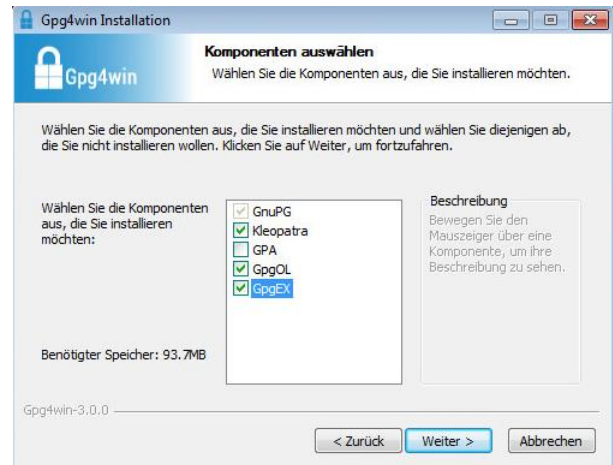 Gpg4win Installation
Gpg4win
Komponenten auswählen
Wählen Sie die Komponenten aus, die Sie installieren möchten.
Wählen Sie die Komponenten aus, die Sie installieren möchten und wählen Sie diejenigen ab,
die Sie nicht installieren wollen. Klicken Sie auf Weiter, um fortzufahren.
Wählen Sie die Komponenten
aus, die Sie installieren
möchten:
GnuPG
Kleopatra
GPA
GpgOL
GpgEX
Beschreibung
Bewegen Sie den
Mauszeiger über eine
Komponente, um ihre
Beschreibung zu sehen.
Benötigter Speicher: 93.7MB
Gpg4win-3.0.0
< Zurück
Weiter >
Abbrechen